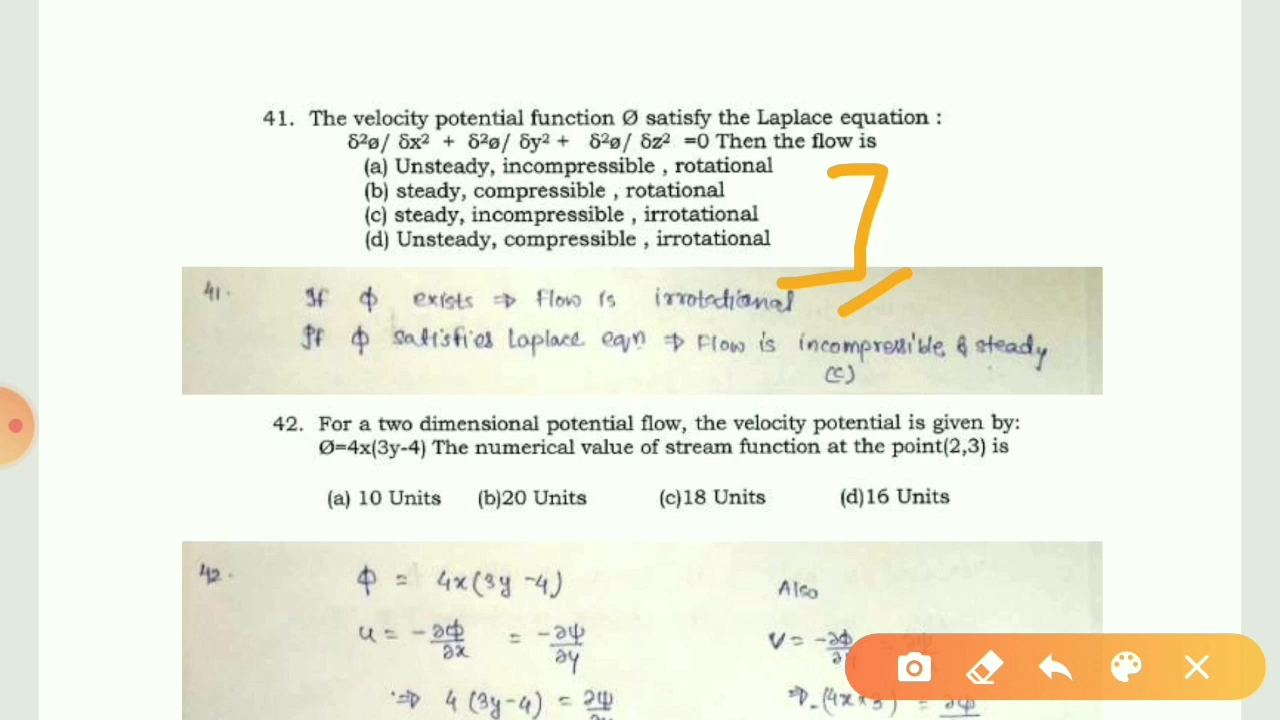 41. The velocity potential function Ø satisfy the Laplace equation :
δ²ø/ δx² + δ²ø/ δy² + δ²ø/ δz² =0 Then the flow is
(a) Unsteady, incompressible , rotational
(b) steady, compressible , rotational
(c) steady, incompressible , irrotational
(d) Unsteady, compressible , irrotational
41. If ϕ exists ⇒ Flow is irrotational
If ϕ satisfies Laplace eqn ⇒ Flow is incompressible & steady
(c)
42. For a two dimensional potential flow, the velocity potential is given by:
Ø=4x(3y-4) The numerical value of stream function at the point(2,3) is
(a) 10 Units (b)20 Units (c)18 Units (d)16 Units
42. ϕ = 4x(3y -4) Also
u = -∂ϕ/∂x = -∂ψ/∂y V = -∂ϕ
⇒ 4 (3y-4) = ∂ψ ⇒ -(4x×3) =